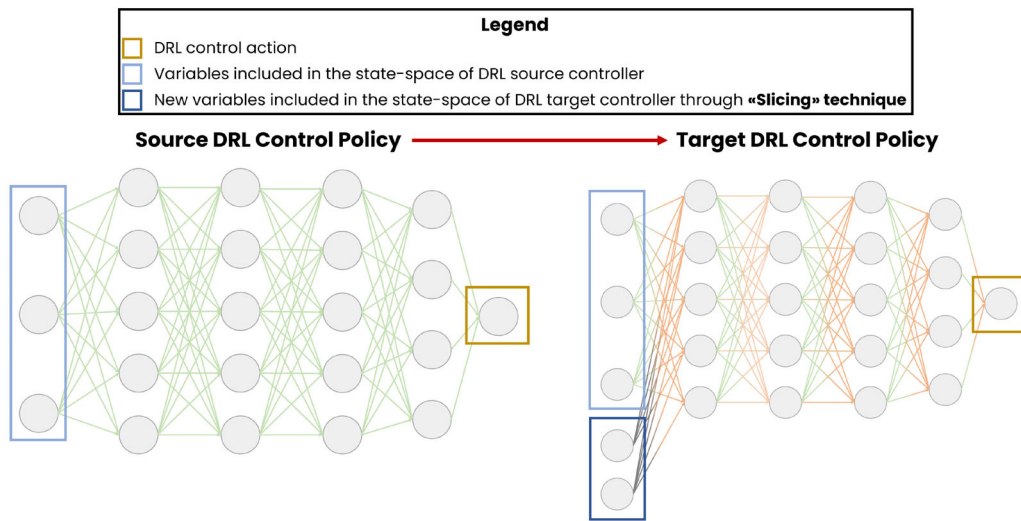 Legend
DRL control action
Variables included in the state-space of DRL source controller
New variables included in the state-space of DRL target controller through «Slicing» technique
Source DRL Control Policy
Target DRL Control Policy